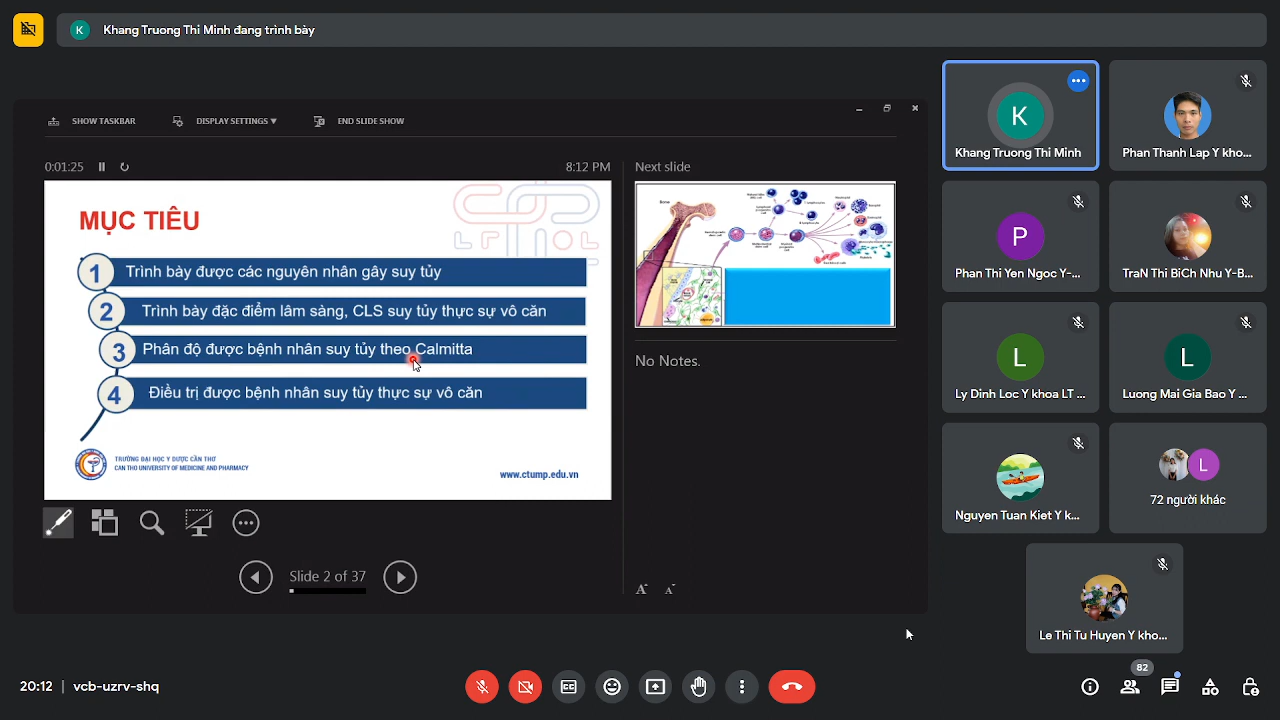 K Khang Truong Thi Minh đang trình bày
SHOW TASKBAR DISPLAY SETTINGS ▾ END SLIDE SHOW
0:01:25 8:12 PM
MỤC TIÊU
1 Trình bày được các nguyên nhân gây suy tủy
2 Trình bày đặc điểm lâm sàng, CLS suy tủy thực sự vô căn
3 Phân độ được bệnh nhân suy tủy theo Calmitta
4 Điều trị được bệnh nhân suy tủy thực sự vô căn
TRƯỜNG ĐẠI HỌC Y DƯỢC CẦN THƠ
CAN THO UNIVERSITY OF MEDICINE AND PHARMACY
www.ctump.edu.vn
Slide 2 of 37
Next slide
Bone
No Notes.
A A
K
Khang Truong Thi Minh
Phan Thanh Lap Y kho...
P
Phan Thi Yen Ngoc Y-...
JraN Thi BiCh Nhu Y-B...
L
Ly Dinh Loc Y khoa LT ...
L
Luong Mai Gia Bao Y ...
Nguyen Tuan Kiet Y k...
L
72 người khác
Le Thi Tu Huyen Y kho...
20:12 | vcb-uzrv-shq
82